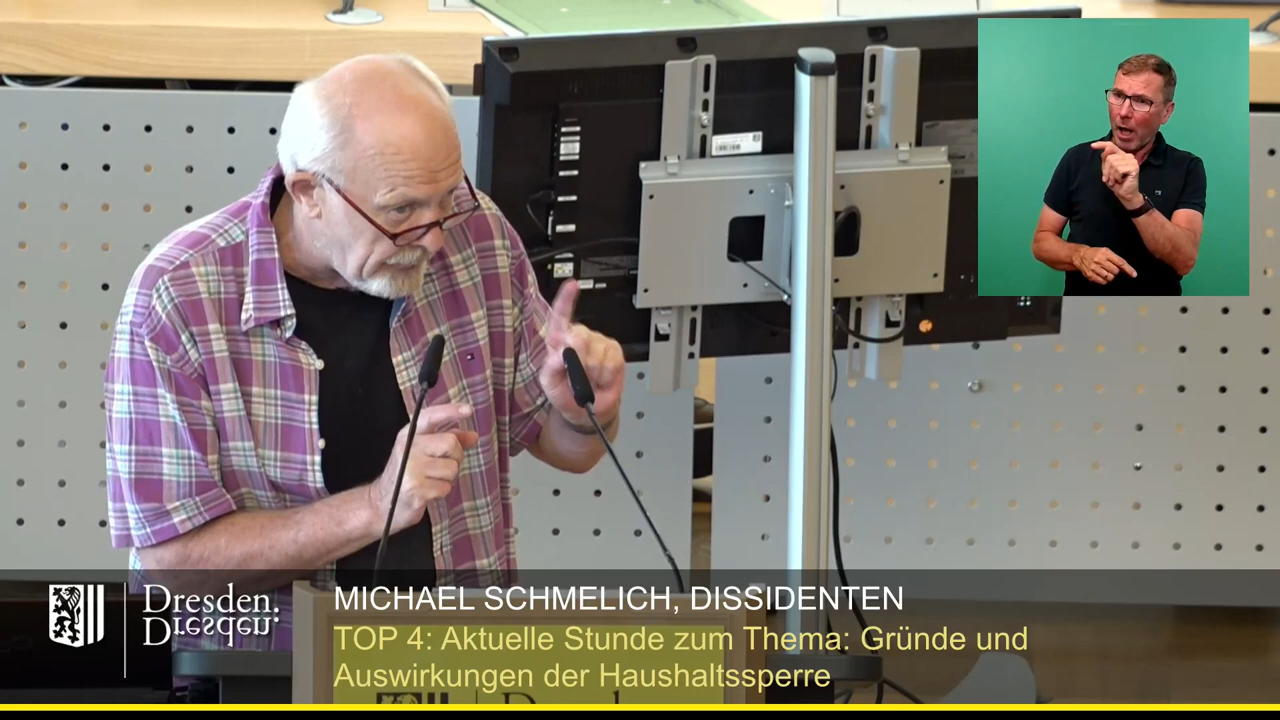 MICHAEL SCHMELICH, DISSIDENTEN
Dresden.
Dresden.
TOP 4: Aktuelle Stunde zum Thema: Gründe und
Auswirkungen der Haushaltssperre